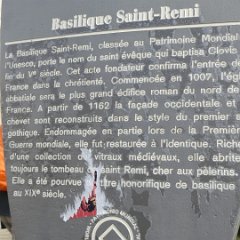 Basilique Saint-Remi
La Basilique Saint-Remi, classée au Patrimoine Mondial
l'Unesco, porte le nom du saint évêque qui baptisa Clovis
fin du Vᵉ siècle. Cet acte fondateur confirma l'entrée de
France dans la chrétienté. Commencée en 1007, l'ég
abbatiale sera le plus grand édifice roman du nord de
France. A partir de 1162 la façade occidentale et
chevet sont reconstruits dans le style du premier a
gothique. Endommagée en partie lors de la Première
Guerre mondiale, elle fut restaurée à l'identique. Riche
d'une collection de vitraux médiévaux, elle abrite
toujours le tombeau de saint Remi, cher aux pèlerins.
Elle a été pourvue titre honorifique de basilique
au XIXᵉ siècle.